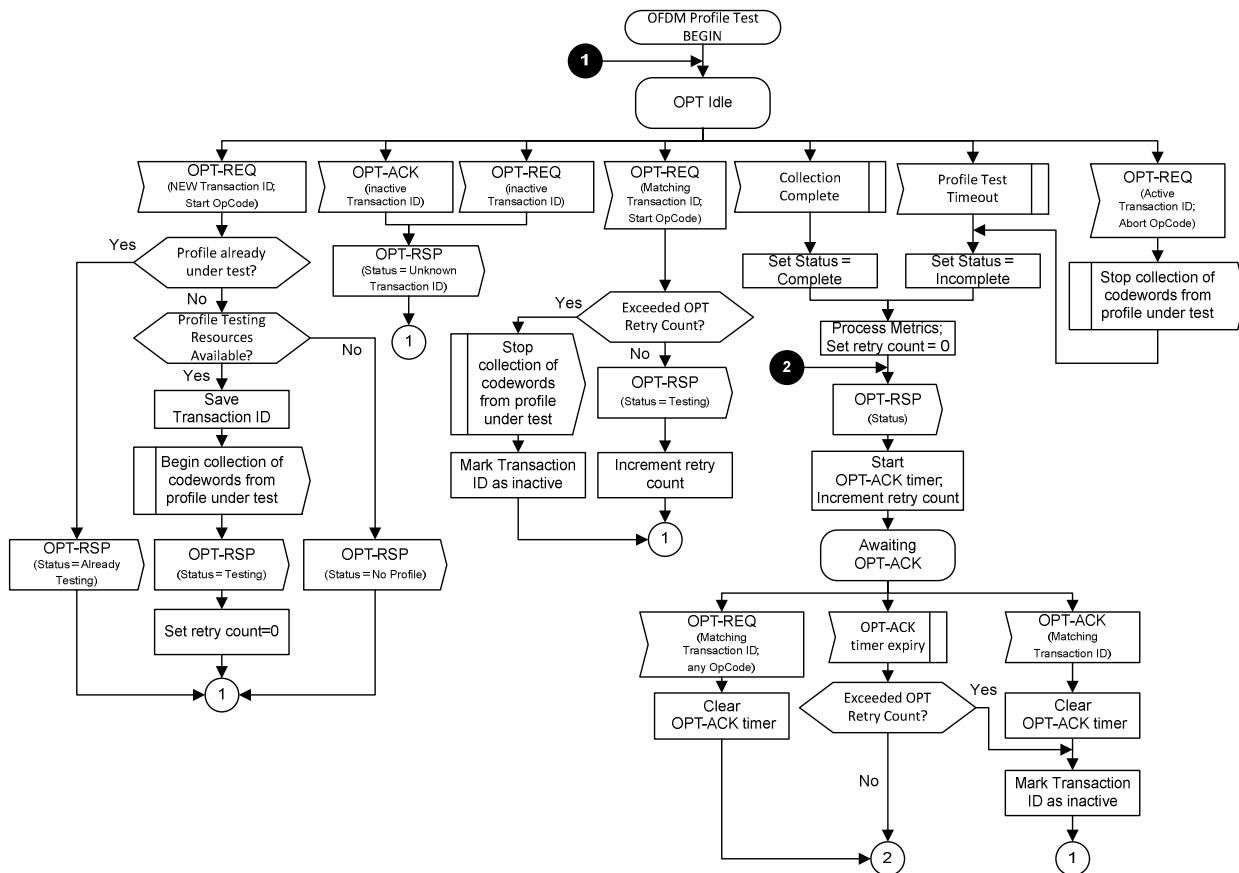 OFDM Profile Test
BEGIN
1
OPT Idle
OPT-REQ
(NEW Transaction ID;
Start OpCode)
OPT-ACK
(inactive
Transaction ID)
OPT-REQ
(inactive
Transaction ID)
OPT-REQ
(Matching
Transaction ID;
Start OpCode)
Collection
Complete
Profile Test
Timeout
OPT-REQ
(Active
Transaction ID;
Abort OpCode)
Yes
Profile already
under test?
No
OPT-RSP
(Status = Unknown
Transaction ID)
1
Set Status =
Complete
Set Status =
Incomplete
Stop collection of
codewords from
profile under test
Profile Testing
Resources
Available?
No
Yes
Yes
Exceeded OPT
Retry Count?
No
Process Metrics;
Set retry count = 0
2
Save
Transaction ID
Stop
collection of
codewords
from profile
under test
OPT-RSP
(Status = Testing)
OPT-RSP
(Status)
Begin collection of
codewords from
profile under test
Mark Transaction
ID as inactive
Increment retry
count
1
Start
OPT-ACK timer;
Increment retry count
Awaiting
OPT-ACK
OPT-RSP
(Status = Already
Testing)
OPT-RSP
(Status = Testing)
OPT-RSP
(Status = No Profile)
Set retry count=0
1
OPT-REQ
(Matching
Transaction ID;
any OpCode)
OPT-ACK
timer expiry
OPT-ACK
(Matching
Transaction ID)
Clear
OPT-ACK timer
Exceeded OPT
Retry Count?
Yes
Clear
OPT-ACK timer
No
Mark Transaction
ID as inactive
2
1